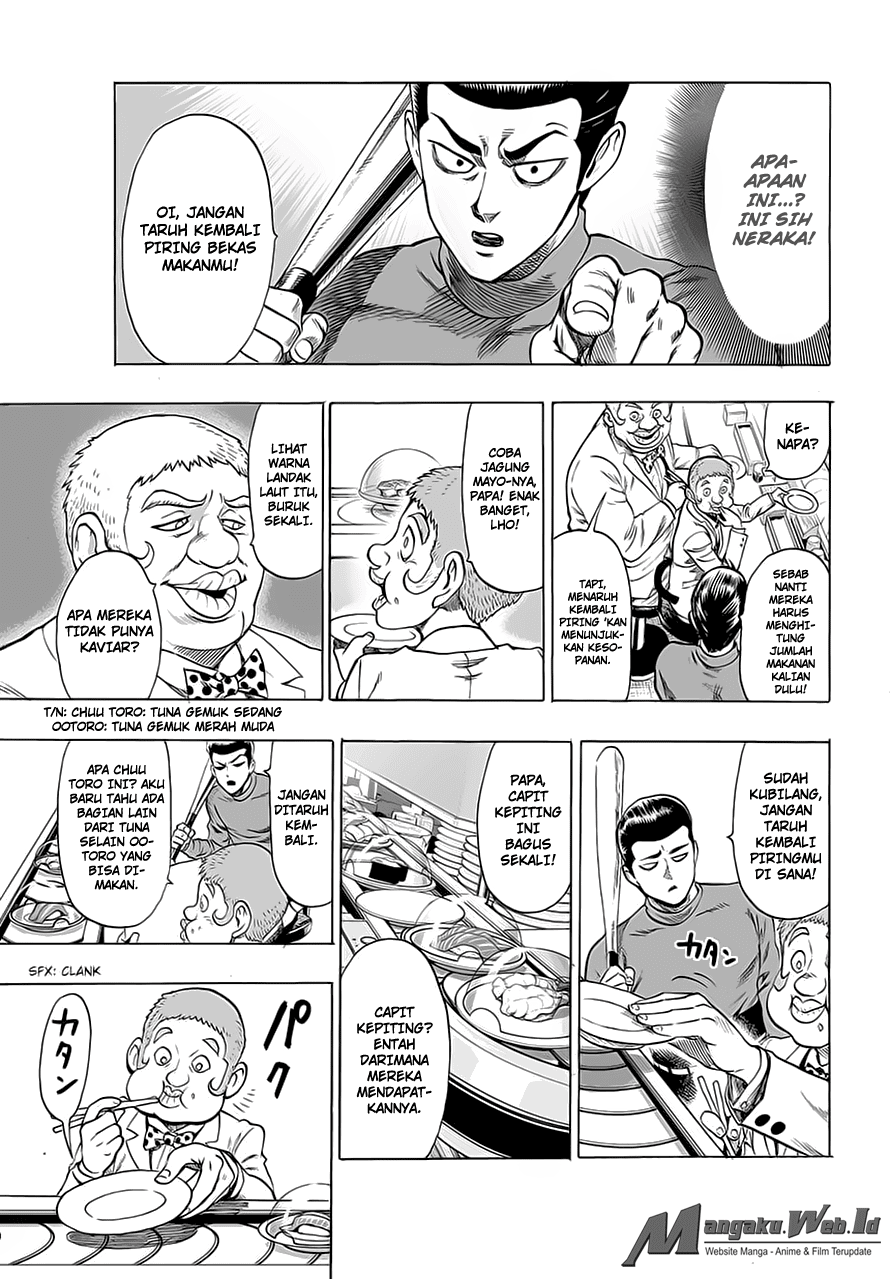 APA-
APAAN
INI...?
INI SIH
NERAKA!
OI, JANGAN
TARUH KEMBALI
PIRING BEKAS
MAKANMU!
KE-
NAPA?
SEBAB
NANTI
MEREKA
HARUS
MENGHI-
TUNG
JUMLAH
MAKANAN
KALIAN
DULU!
TAPI,
MENARUH
KEMBALI
PIRING 'KAN
MENUNJUK-
KAN KESO-
PANAN.
COBA
JAGUNG
MAYO-NYA,
PAPA! ENAK
BANGET,
LHO!
LIHAT
WARNA
LANDAK
LAUT ITU,
BURUK
SEKALI.
APA MEREKA
TIDAK PUNYA
KAVIAR?
T/N: CHUU TORO: TUNA GEMUK SEDANG
OOTORO: TUNA GEMUK MERAH MUDA
SUDAH
KUBILANG,
JANGAN
TARUH
KEMBALI
PIRINGMU
DI SANA!
カタン
PAPA,
CAPIT
KEPITING
INI
BAGUS
SEKALI!
CAPIT
KEPITING?
ENTAH
DARIMANA
MEREKA
MENDAPAT-
KANNYA.
JANGAN
DITARUH
KEM-
BALI.
APA CHUU
TORO INI? AKU
BARU TAHU ADA
BAGIAN LAIN
DARI TUNA
SELAIN OO-
TORO YANG
BISA DI-
MAKAN.
SFX: CLANK
パク
カタン
Mangaku.Web.Id
Website Manga - Anime & Film Terupdate